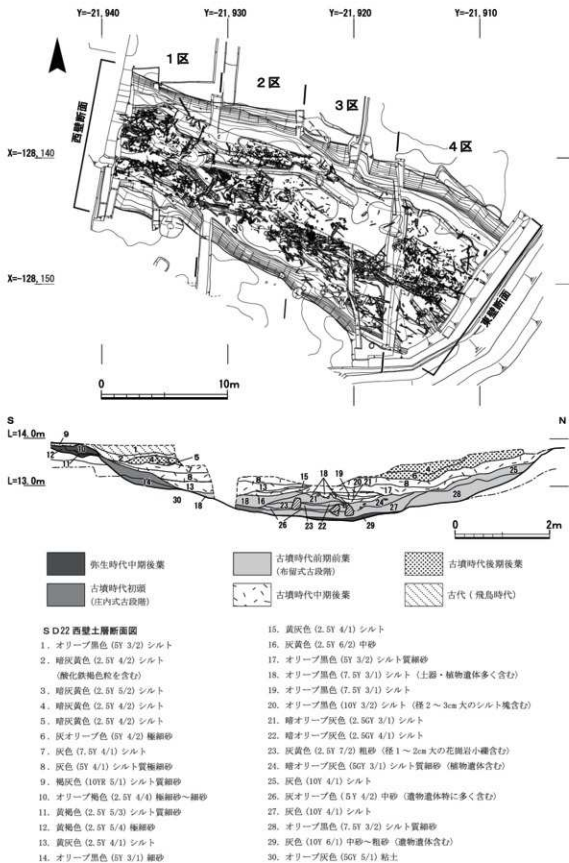 Y=-21,940 Y=-21,930 Y=-21,920 Y=-21,910
1区
2区
3区
4区
西壁断面
X=-128,140
X=-128,150
東壁断面
0 10m
S N
L=14.0m
L=13.0m
0 2m
弥生時代中期後葉
古墳時代初頭
(庄内式古段階)
古墳時代前期前葉
(布留式古段階)
古墳時代中期後葉
古墳時代後期後葉
古代(飛鳥時代)
SD22 西壁土層断面図
1. オリーブ黒色 (5Y 3/2) シルト
2. 暗灰黄色 (2.5Y 4/2) シルト
(酸化鉄褐色粒を含む)
3. 暗灰黄色 (2.5Y 5/2) シルト
4. 暗灰黄色 (2.5Y 4/2) シルト
5. 暗灰黄色 (2.5Y 4/2) シルト
6. 灰オリーブ色 (5Y 4/2) 極細砂
7. 灰色 (7.5Y 4/1) シルト
8. 灰色 (5Y 4/1) シルト質極細砂
9. 褐灰色 (10YR 5/1) シルト質細砂
10. オリーブ褐色 (2.5Y 4/4) 極細砂～細砂
11. 黄褐色 (2.5Y 5/3) シルト質細砂
12. 黄褐色 (2.5Y 5/4) 極細砂
13. 黄灰色 (2.5Y 4/1) シルト
14. オリーブ黒色 (5Y 3/1) 細砂
15. 黄灰色 (2.5Y 4/1) シルト
16. 灰黄色 (2.5Y 6/2) 中砂
17. オリーブ黒色 (5Y 3/2) シルト質細砂
18. オリーブ黒色 (7.5Y 3/1) シルト (土器・植物遺体多く含む)
19. オリーブ黒色 (7.5Y 3/1) シルト
20. オリーブ黒色 (10Y 3/2) シルト (径2～3cm大のシルト塊含む)
21. 暗オリーブ灰色 (2.5GY 3/1) シルト
22. 暗オリーブ灰色 (2.5GY 4/1) シルト
23. 灰黄色 (2.5Y 7/2) 粗砂 (径1～2cm大の花崗岩小礫含む)
24. 暗オリーブ灰色 (5GY 3/1) シルト質細砂 (植物遺体含む)
25. 灰色 (10Y 4/1) シルト
26. 灰オリーブ色 (5Y 4/2) 中砂 (遺物遺体特に多く含む)
27. 灰色 (10Y 4/1) シルト
28. オリーブ黒色 (7.5Y 3/2) シルト質細砂
29. 灰色 (10Y 6/1) 中砂～粗砂 (遺物遺体含む)
30. オリーブ灰色 (5GY 5/1) 粘土